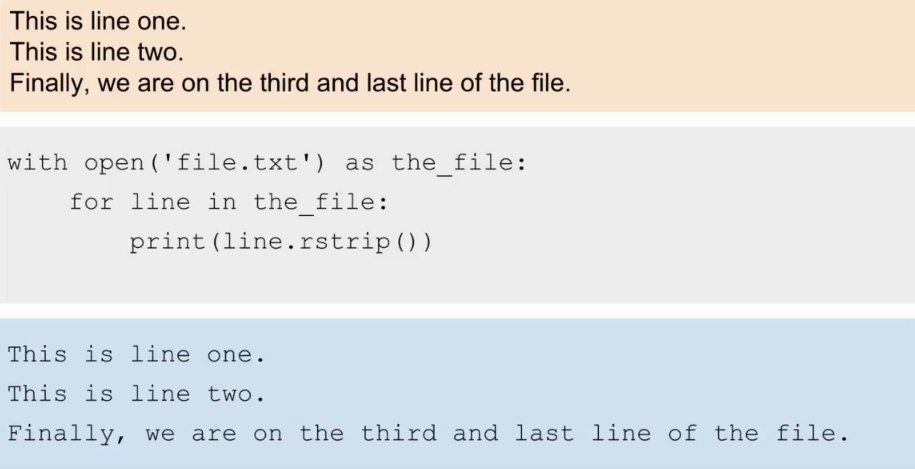 This is line one.
This is line two.
Finally, we are on the third and last line of the file.
with open('file.txt') as the_file:
    for line in the_file:
        print(line.rstrip())
This is line one.
This is line two.
Finally, we are on the third and last line of the file.